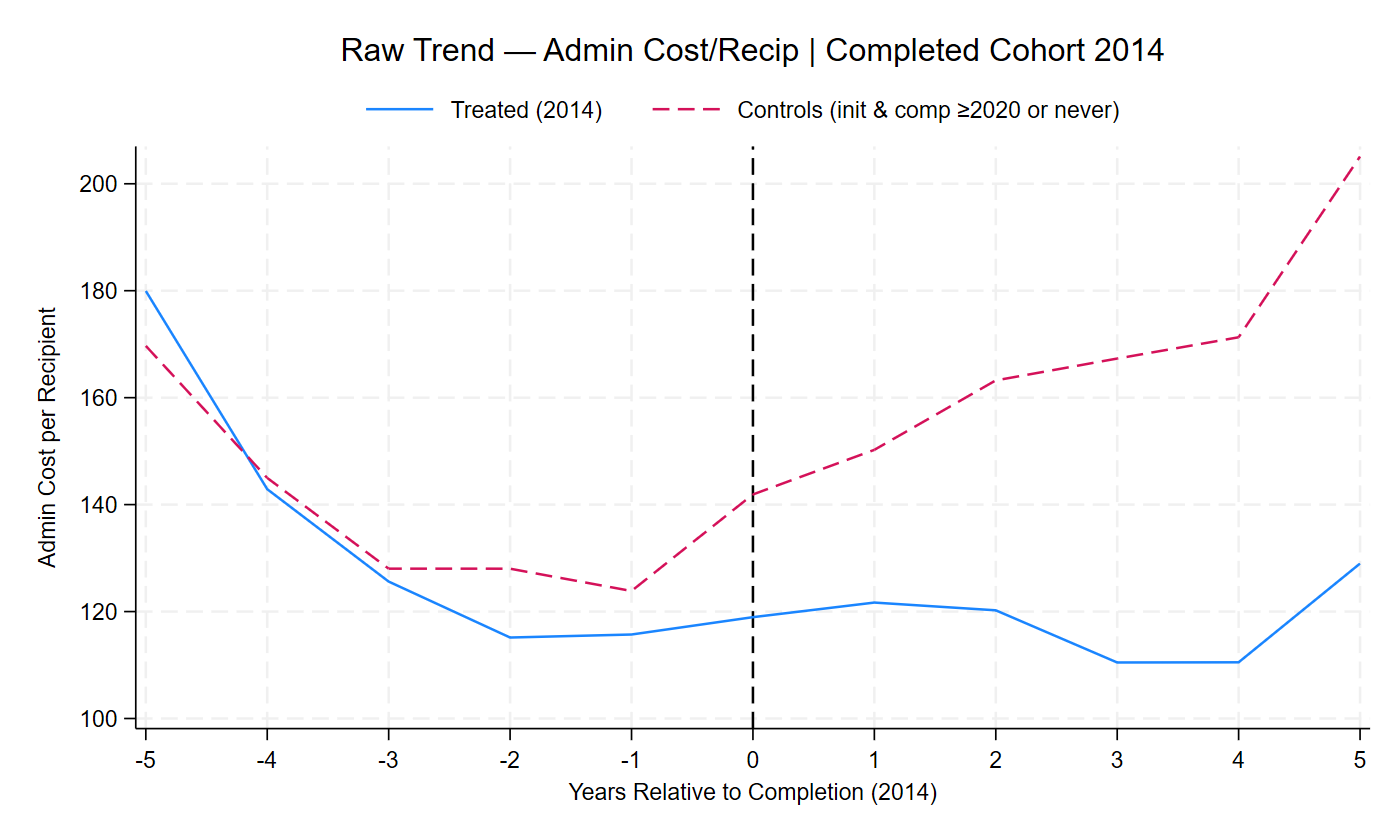 Raw Trend — Admin Cost/Recip | Completed Cohort 2014
Treated (2014) Controls (init & comp ≥2020 or never)
Admin Cost per Recipient
200
180
160
140
120
100
-5 -4 -3 -2 -1 0 1 2 3 4 5
Years Relative to Completion (2014)